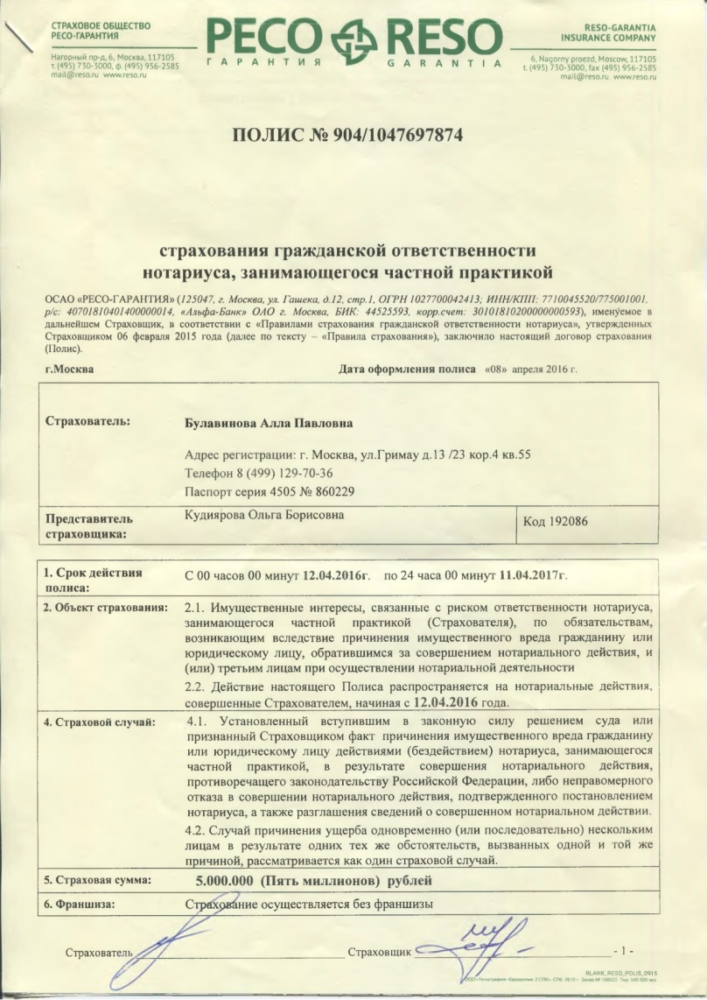 СТРАХОВОЕ ОБЩЕСТВО
РЕСО-ГАРАНТИЯ
Нагорный пр-д, 6, Москва, 117105
т. (495) 730-3000, ф. (495) 956-2585
mail@reso.ru www.reso.ru
РЕСО RESO
ГАРАНТИЯ GARANTIA
RESO-GARANTIA
INSURANCE COMPANY
6, Nagorny proezd, Moscow, 117105
t. (495) 730-3000, fax (495) 956-2585
mail@reso.ru www.reso.ru
ПОЛИС № 904/1047697874
страхования гражданской ответственности
нотариуса, занимающегося частной практикой
ОСАО «РЕСО-ГАРАНТИЯ» (125047, г. Москва, ул. Гашека, д.12, стр.1, ОГРН 1027700042413; ИНН/КПП: 7710045520/775001001,
р/с: 40701810401400000014, «Альфа-Банк» ОАО г. Москва, БИК: 44525593, корр.счет: 30101810200000000593), именуемое в
дальнейшем Страховщик, в соответствии с «Правилами страхования гражданской ответственности нотариуса», утвержденных
Страховщиком 06 февраля 2015 года (далее по тексту – «Правила страхования»), заключило настоящий договор страхования
(Полис).
г.Москва Дата оформления полиса «08» апреля 2016 г.
Страхователь: Булавинова Алла Павловна
Адрес регистрации: г. Москва, ул.Гримау д.13 /23 кор.4 кв.55
Телефон 8 (499) 129-70-36
Паспорт серия 4505 № 860229
Представитель
страховщика:
Кудиярова Ольга Борисовна
Код 192086
1. Срок действия
полиса:
С 00 часов 00 минут 12.04.2016г. по 24 часа 00 минут 11.04.2017г.
2. Объект страхования: 2.1. Имущественные интересы, связанные с риском ответственности нотариуса,
занимающегося частной практикой (Страхователя), по обязательствам,
возникающим вследствие причинения имущественного вреда гражданину или
юридическому лицу, обратившимся за совершением нотариального действия, и
(или) третьим лицам при осуществлении нотариальной деятельности
2.2. Действие настоящего Полиса распространяется на нотариальные действия,
совершенные Страхователем, начиная с 12.04.2016 года.
4. Страховой случай: 4.1. Установленный вступившим в законную силу решением суда или
признанный Страховщиком факт причинения имущественного вреда гражданину
или юридическому лицу действиями (бездействием) нотариуса, занимающегося
частной практикой, в результате совершения нотариального действия,
противоречащего законодательству Российской Федерации, либо неправомерного
отказа в совершении нотариального действия, подтвержденного постановлением
нотариуса, а также разглашения сведений о совершенном нотариальном действии.
4.2. Случай причинения ущерба одновременно (или последовательно) нескольким
лицам в результате одних тех же обстоятельств, вызванных одной и той же
причиной, рассматривается как один страховой случай.
5. Страховая сумма: 5.000.000 (Пять миллионов) рублей
6. Франшиза: Страхование осуществляется без франшизы
Страхователь Страховщик - 1 -
BLANK_RESO_POLIS_0915